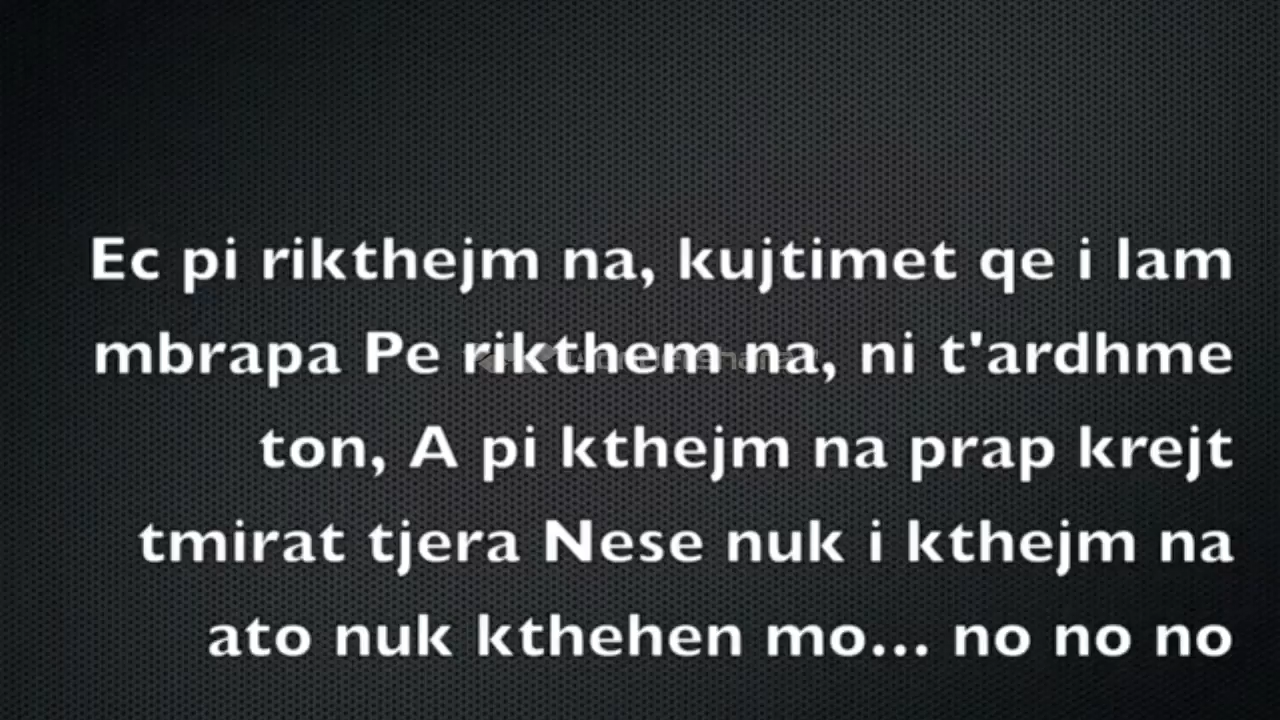 Ec pi rikthejm na, kujtimet qe i lam
mbrapa Pe rikthem na, ni t'ardhme
ton, A pi kthejm na prap krejt
tmirat tjera Nese nuk i kthejm na
ato nuk kthehen mo... no no no